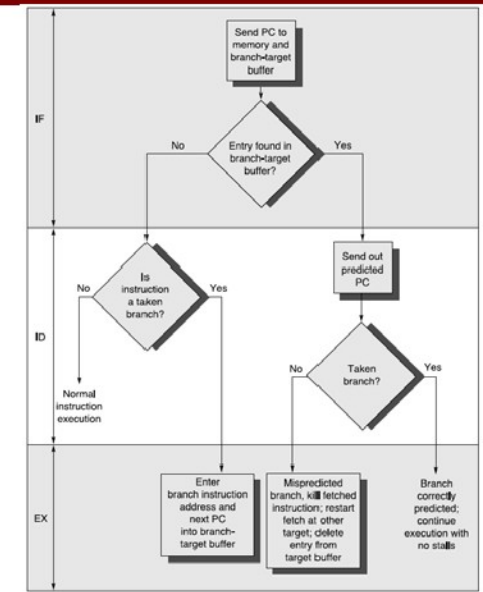 IF
Send PC to
memory and
branch-target
buffer
No
Entry found in
branch-target
buffer?
Yes
ID
No
Is
instruction
a taken
branch?
Yes
Send out
predicted
PC
No
Taken
branch?
Yes
Normal
instruction
execution
EX
Enter
branch instruction
address and
next PC
into branch-
target buffer
Mispredicted
branch, kill fetched
instruction; restart
fetch at other
target; delete
entry from
target buffer
Branch
correctly
predicted;
continue
execution with
no stalls